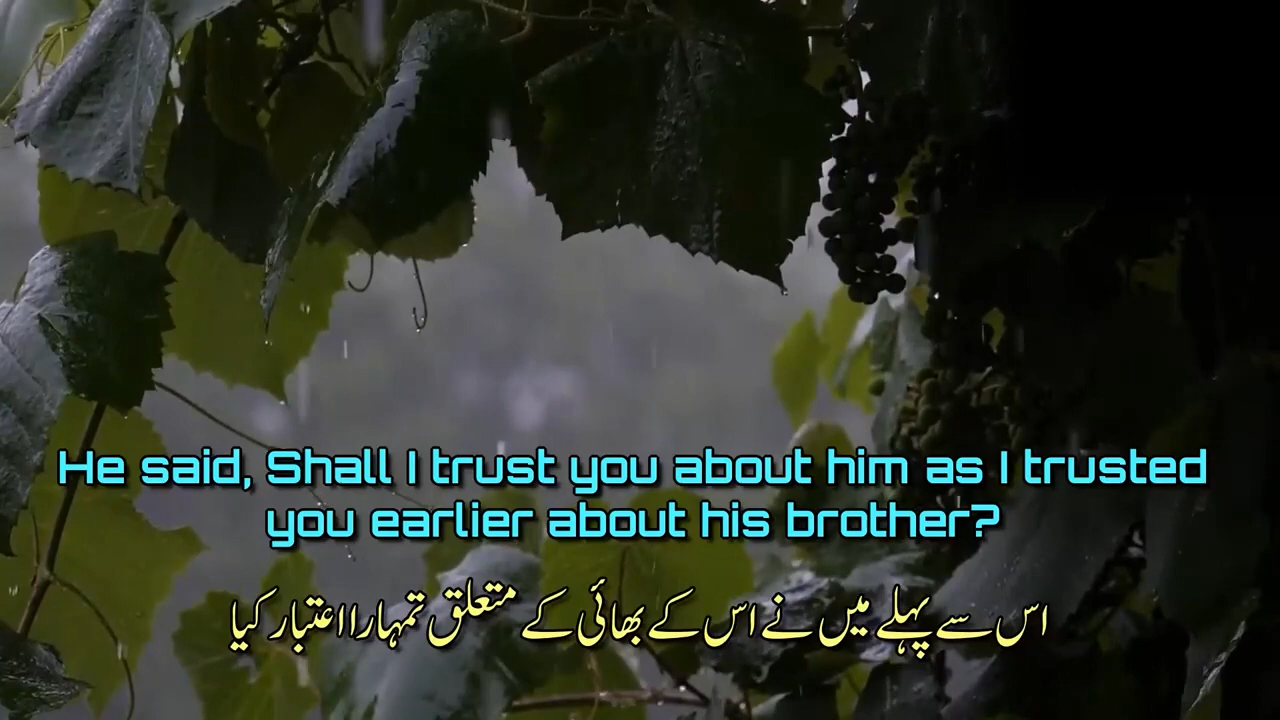 He said, Shall I trust you about him as I trusted
you earlier about his brother?
اس سے پہلے میں نے اس کے بھائی کے متعلق تمہارا اعتبار کیا